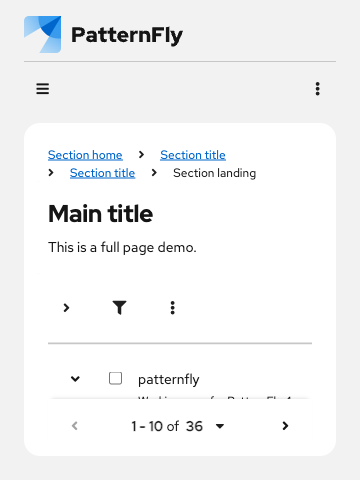 PatternFly
Section home Section title
Section title Section landing
Main title
This is a full page demo.
patternfly
1 - 10 of 36